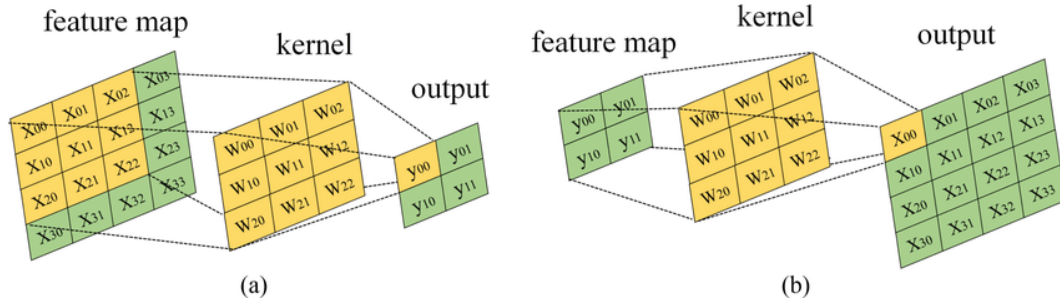 feature map
kernel
output
X00 X01 X02 X03
X10 X11 X13 X13
X20 X21 X22 X23
X30 X31 X32 X33
W00 W01 W02
W10 W11 W12
W20 W21 W22
y00 y01
y10 y11
(a)
feature map
kernel
output
y00 y01
y10 y11
W00 W01 W02
W10 W11 W12
W20 W21 W22
X00 X01 X02 X03
X10 X11 X12 X13
X20 X21 X22 X23
X30 X31 X32 X33
(b)